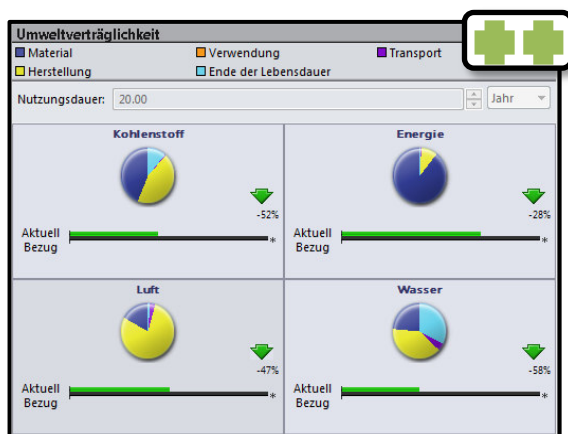 Umweltverträglichkeit
Material Verwendung Transport
Herstellung Ende der Lebensdauer
Nutzungsdauer: 20.00 Jahr
Kohlenstoff Energie
-52% -28%
Aktuell Aktuell
Bezug * Bezug *
Luft Wasser
-47% -58%
Aktuell Aktuell
Bezug * Bezug *